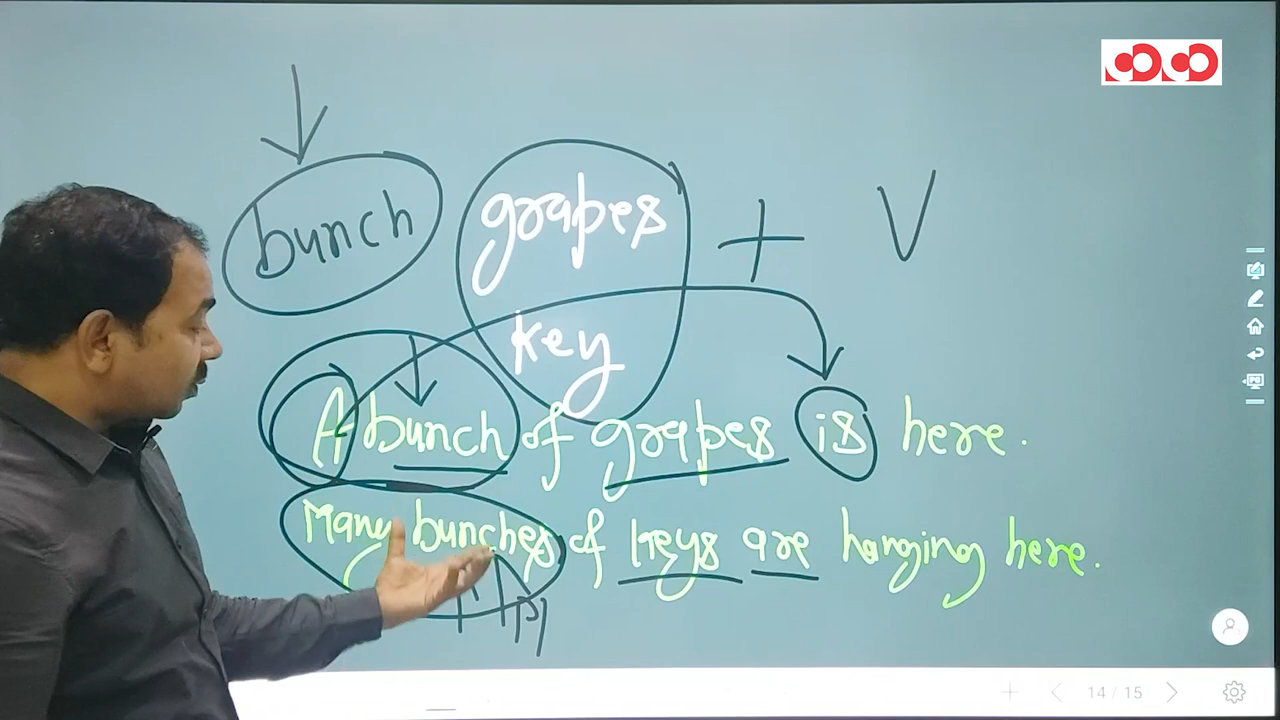 bunch grapes + V
key
A bunch of grapes is here.
Many bunches of keys are hanging here.
14 / 15